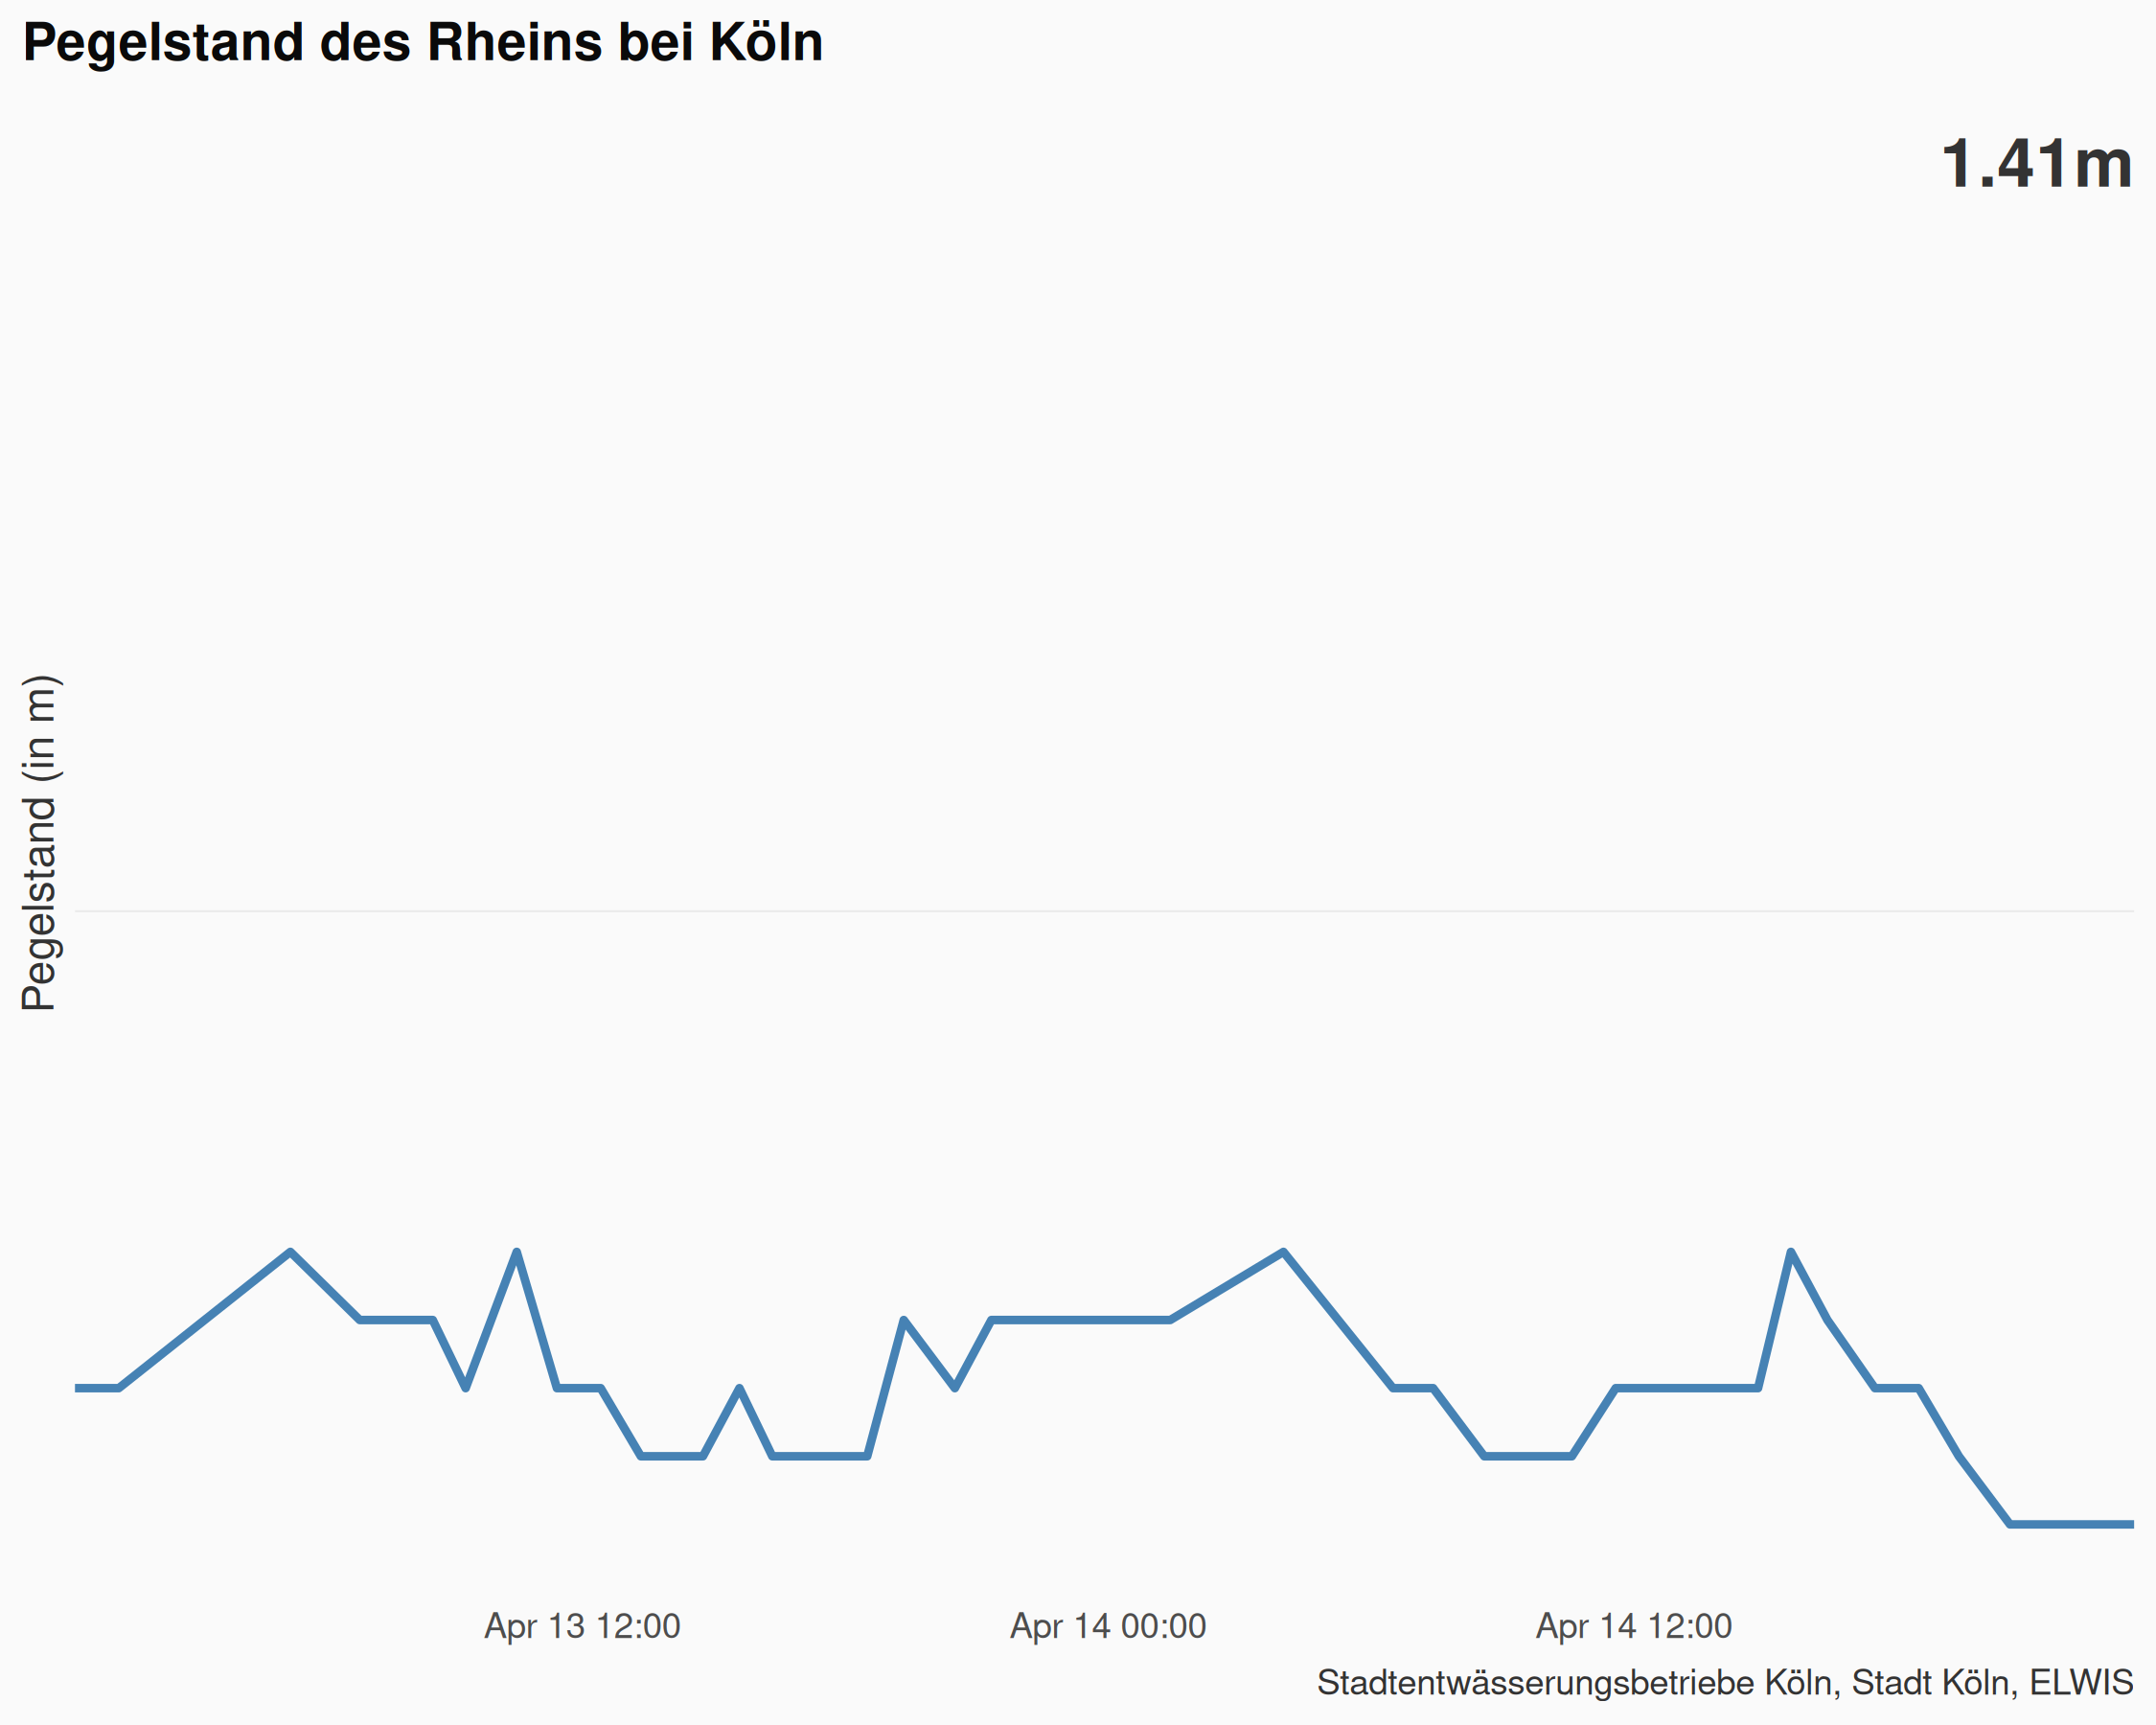 Pegelstand des Rheins bei Köln
1.41m
Pegelstand (in m)
Apr 13 12:00
Apr 14 00:00
Apr 14 12:00
Stadtentwässerungsbetriebe Köln, Stadt Köln, ELWIS